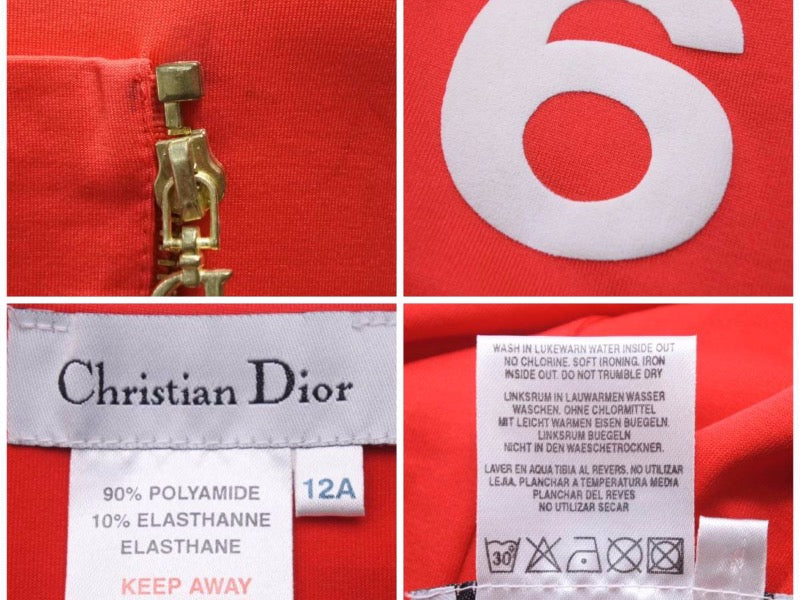 6
Christian Dior
90% POLYAMIDE
10% ELASTHANNE
ELASTHANE
KEEP AWAY
12A
WASH IN LUKEWARN WATER INSIDE OUT
NO CHLORINE, SOFT IRONING, IRON
INSIDE OUT. DO NOT TRUMBLE DRY
LINKSRUM IN LAUWARMEN WASSER
WASCHEN, OHNE CHLORMITTEL
MIT LEICHT WARMEN EISEN BUEGELN.
LINKSRUM BUEGELN
NICHT IN DEN WAESCHETROCKNER.
LAVER EN AQUA TIBIA AL REVERS, NO UTILIZAR
LEJIA, PLANCHAR A TEMPERATURA MEDIA
PLANCHAR DEL REVES
NO UTILIZAR SECAR
30°